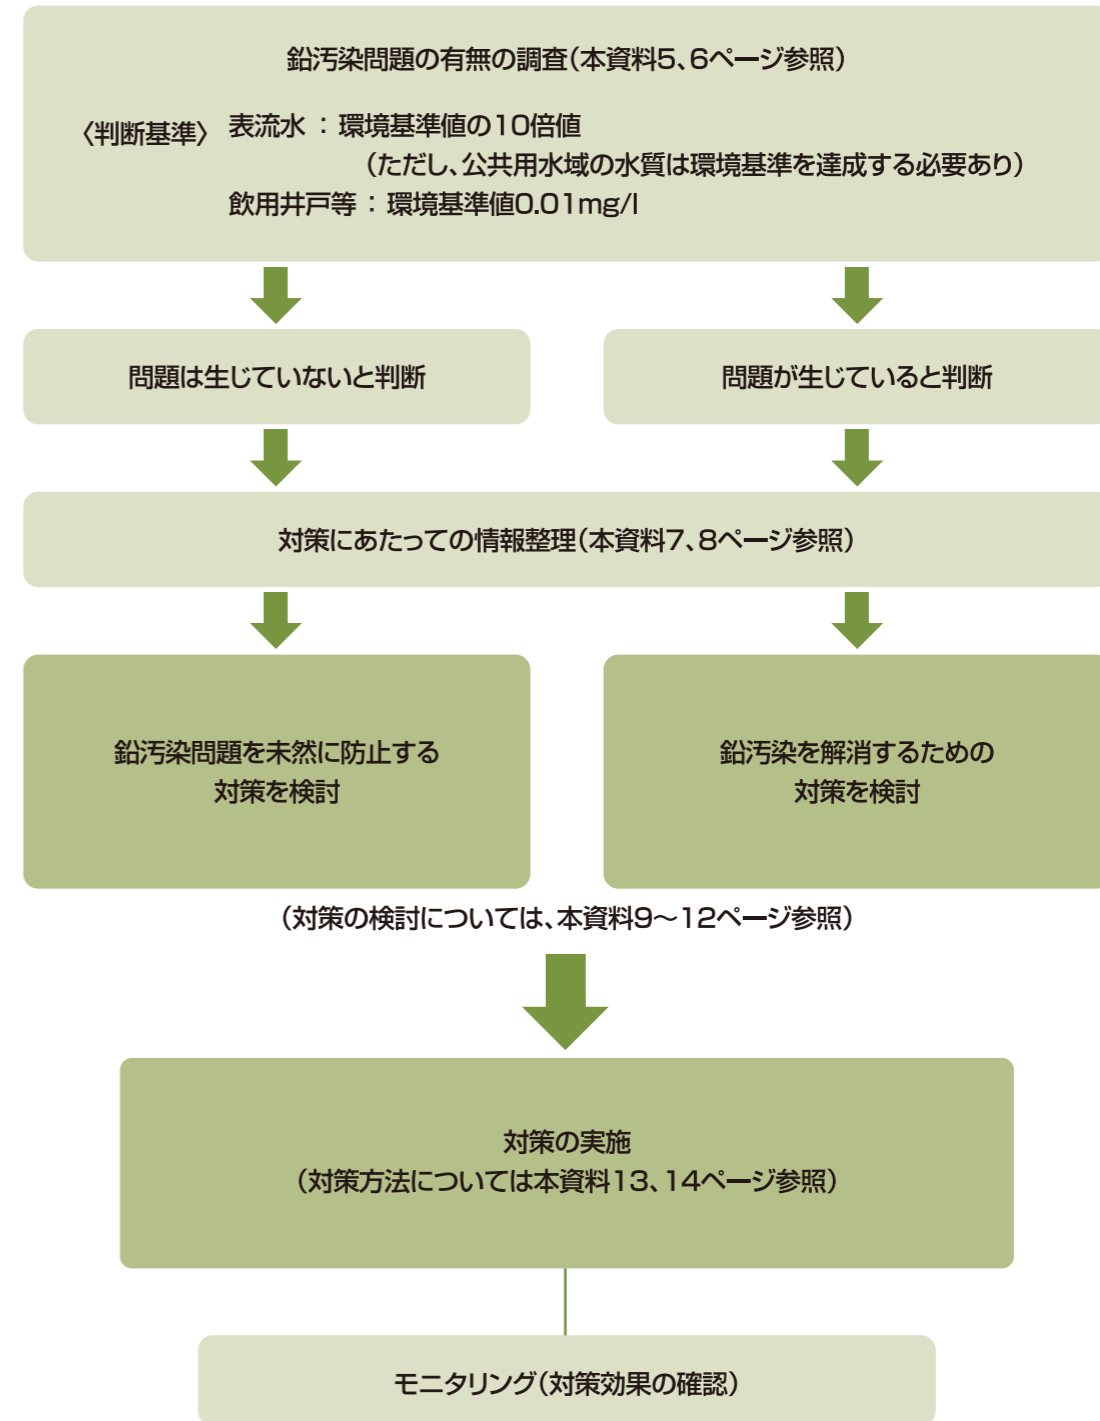 鉛汚染問題の有無の調査（本資料5、6ページ参照）
〈判断基準〉 表流水 ： 環境基準値の10倍値
（ただし、公共用水域の水質は環境基準を達成する必要あり）
飲用井戸等 ： 環境基準値0.01mg/l
問題は生じていないと判断
問題が生じていると判断
対策にあたっての情報整理（本資料7、8ページ参照）
鉛汚染問題を未然に防止する
対策を検討
鉛汚染を解消するための
対策を検討
（対策の検討については、本資料9～12ページ参照）
対策の実施
（対策方法については本資料13、14ページ参照）
モニタリング（対策効果の確認）